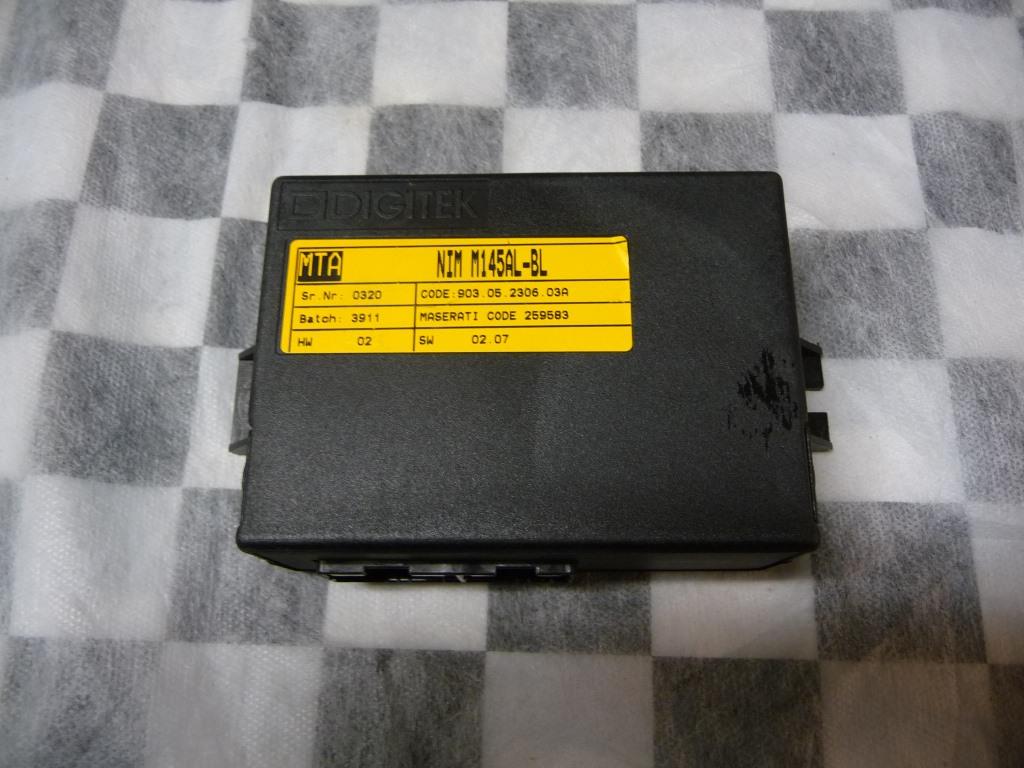 DIGITEK
MTA NIM M145AL-BL
Sr.Nr: 0320 CODE:903.05.2306.03A
Batch: 3911 MASERATI CODE 259583
HW 02 SW 02.07